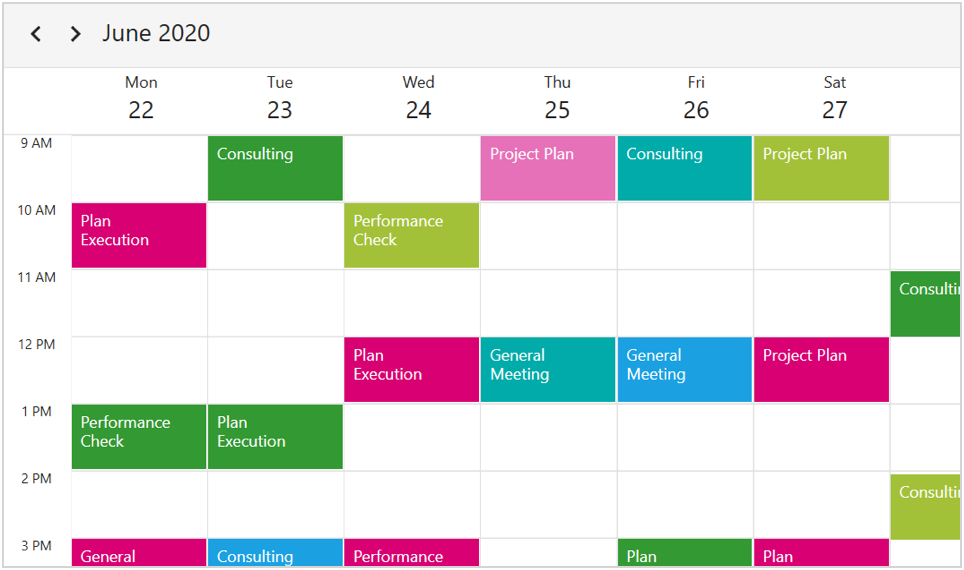 June 2020
Mon Tue Wed Thu Fri Sat
22 23 24 25 26 27
9 AM
Consulting
Project Plan
Consulting
Project Plan
10 AM
Plan
Execution
Performance
Check
11 AM
Consulti
12 PM
Plan
Execution
General
Meeting
General
Meeting
Project Plan
1 PM
Performance
Check
Plan
Execution
2 PM
Consulti
3 PM
General
Consulting
Performance
Plan
Plan